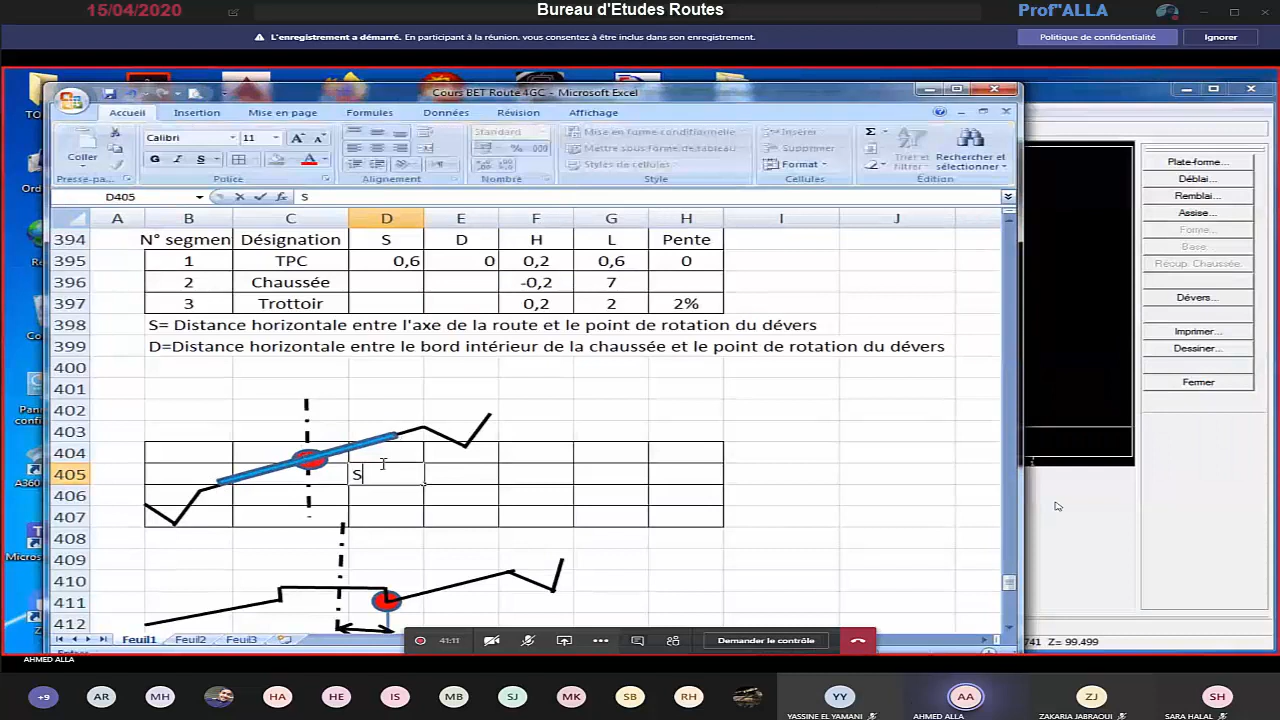 15/04/2020
Bureau d'Etudes Routes
Prof"ALLA
L'enregistrement a démarré. En participant à la réunion, vous consentez à être inclus dans son enregistrement.
Politique de confidentialité
Ignorer
Cours BET Route 4GC - Microsoft Excel
Accueil Insertion Mise en page Formules Données Révision Affichage
Coller
Calibri 11
Standard
Mise en forme conditionnelle
Mettre sous forme de tableau
Styles de cellules
Insérer
Supprimer
Format
Trier et filtrer
Rechercher et sélectionner
Presse-pa... Police Alignement Nombre Style Cellules Édition
D405 S
A B C D E F G H I J
394 N° segmen Désignation S D H L Pente
395 1 TPC 0,6 0 0,2 0,6 0
396 2 Chaussée -0,2 7
397 3 Trottoir 0,2 2 2%
398 S= Distance horizontale entre l'axe de la route et le point de rotation du dévers
399 D=Distance horizontale entre le bord intérieur de la chaussée et le point de rotation du dévers
400
401
402
403
404
405 S
406
407
408
409
410
411
412
Feuil1 Feuil2 Feuil3
Plate-forme...
Déblai...
Remblai...
Assise...
Forme...
Base...
Récup. Chaussée.
Dévers...
Imprimer...
Dessiner...
Fermer
741 Z= 99.499
41:11
Demander le contrôle
AHMED ALLA
+9 AR MH HA HE IS MB SJ MK SB RH YY AA ZJ SH
YASSINE EL YAMANI
AHMED ALLA
ZAKARIA JABRAOUI
SARA HALAL